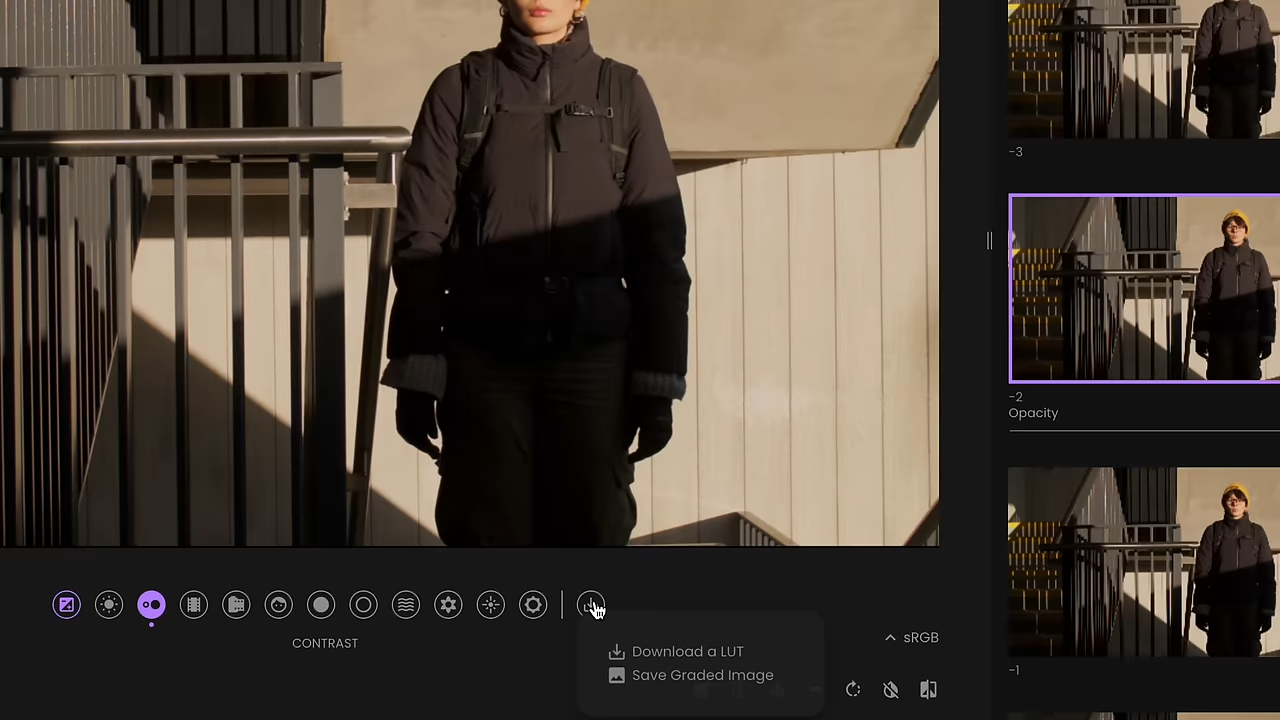 -3
-2
Opacity
-1
CONTRAST
sRGB
Download a LUT
Save Graded Image